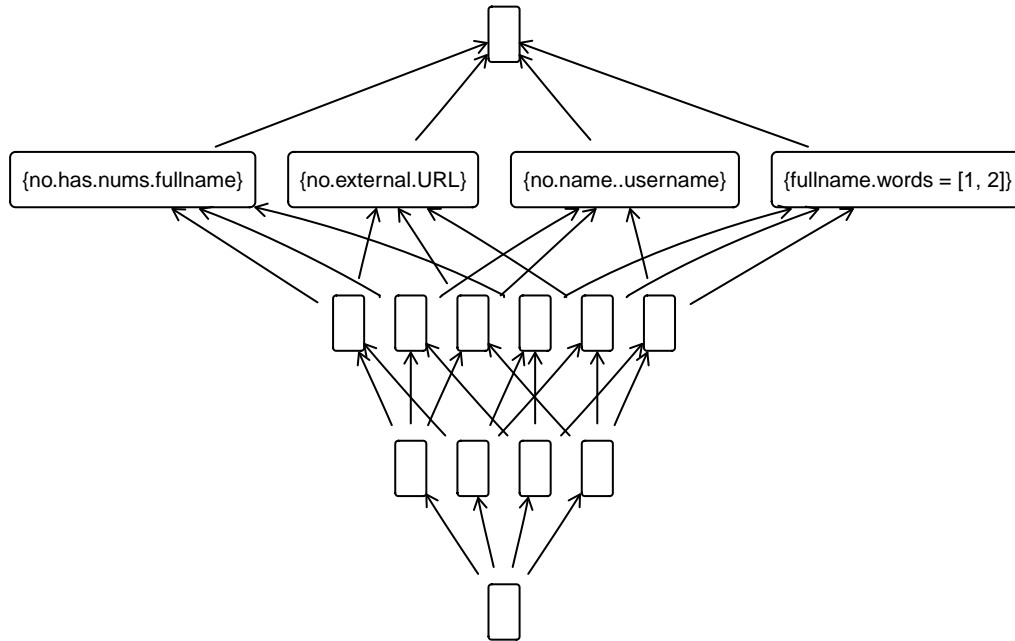 {no.has.nums.fullname}
{no.external.URL}
{no.name..username}
{fullname.words = [1, 2]}